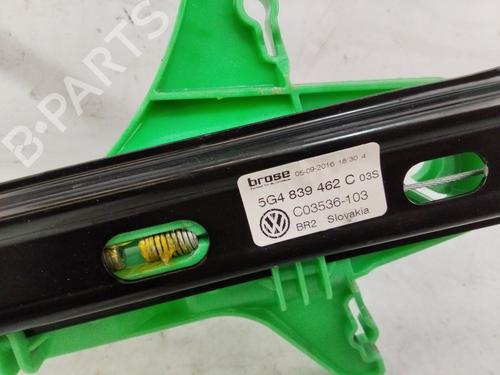 B-PARTS
brose
05-09-2016 18:30 4
5G4 839 462 C 03S
C03536-103
BR2 Slovakia